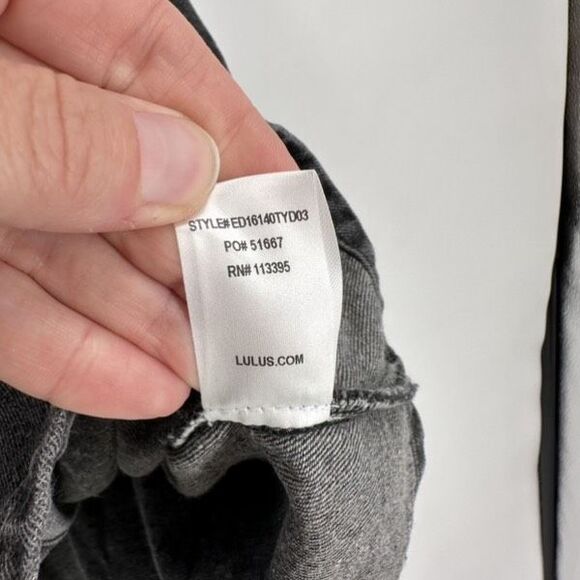 STYLE# ED16140TYD03
PO# 51667
RN# 113395
LULUS.COM